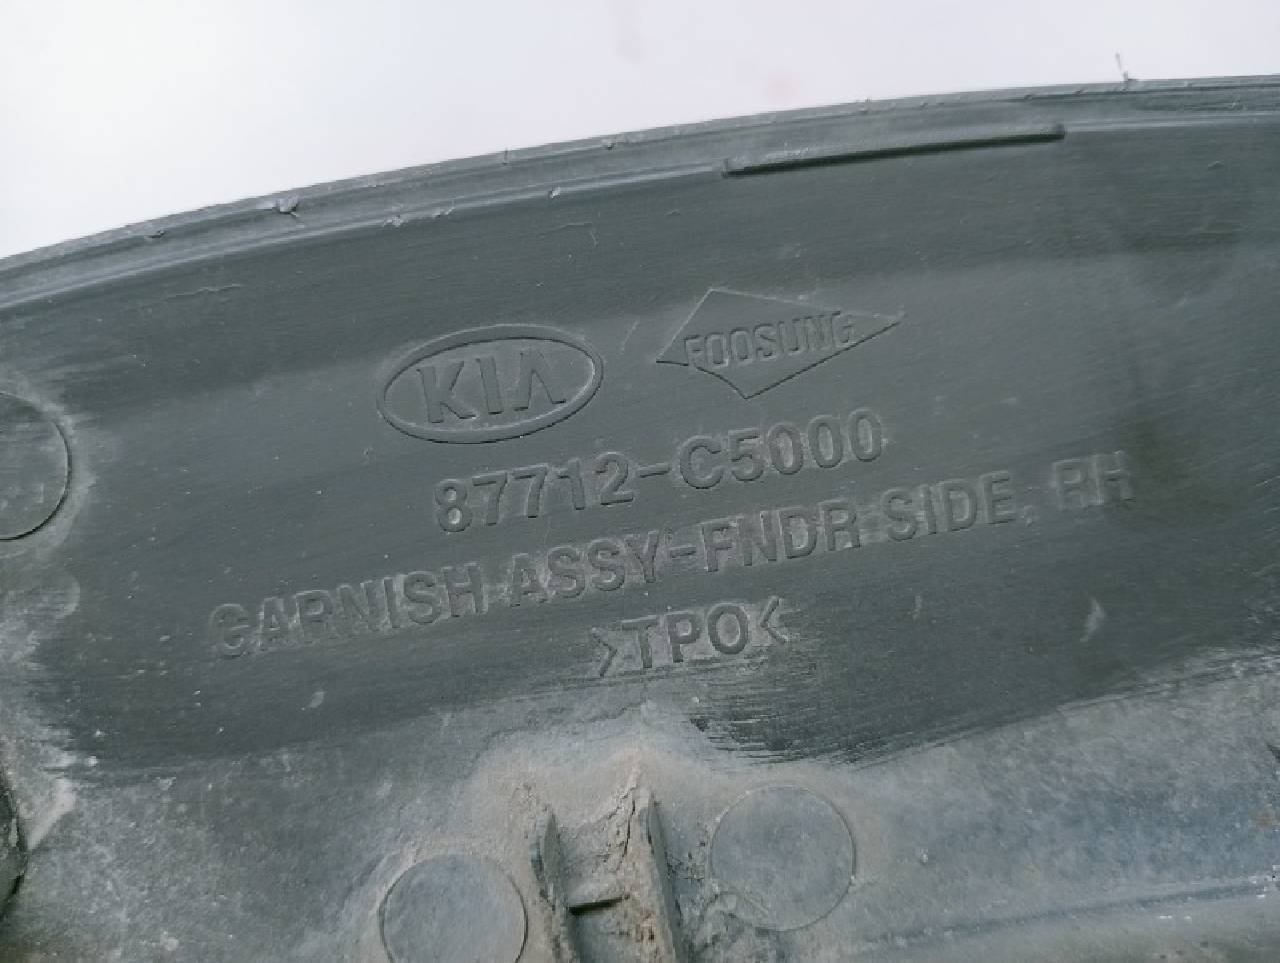 KIA FOOSUNG
87712-C5000
GARNISH ASSY-FNDR SIDE, RH
>TPO<